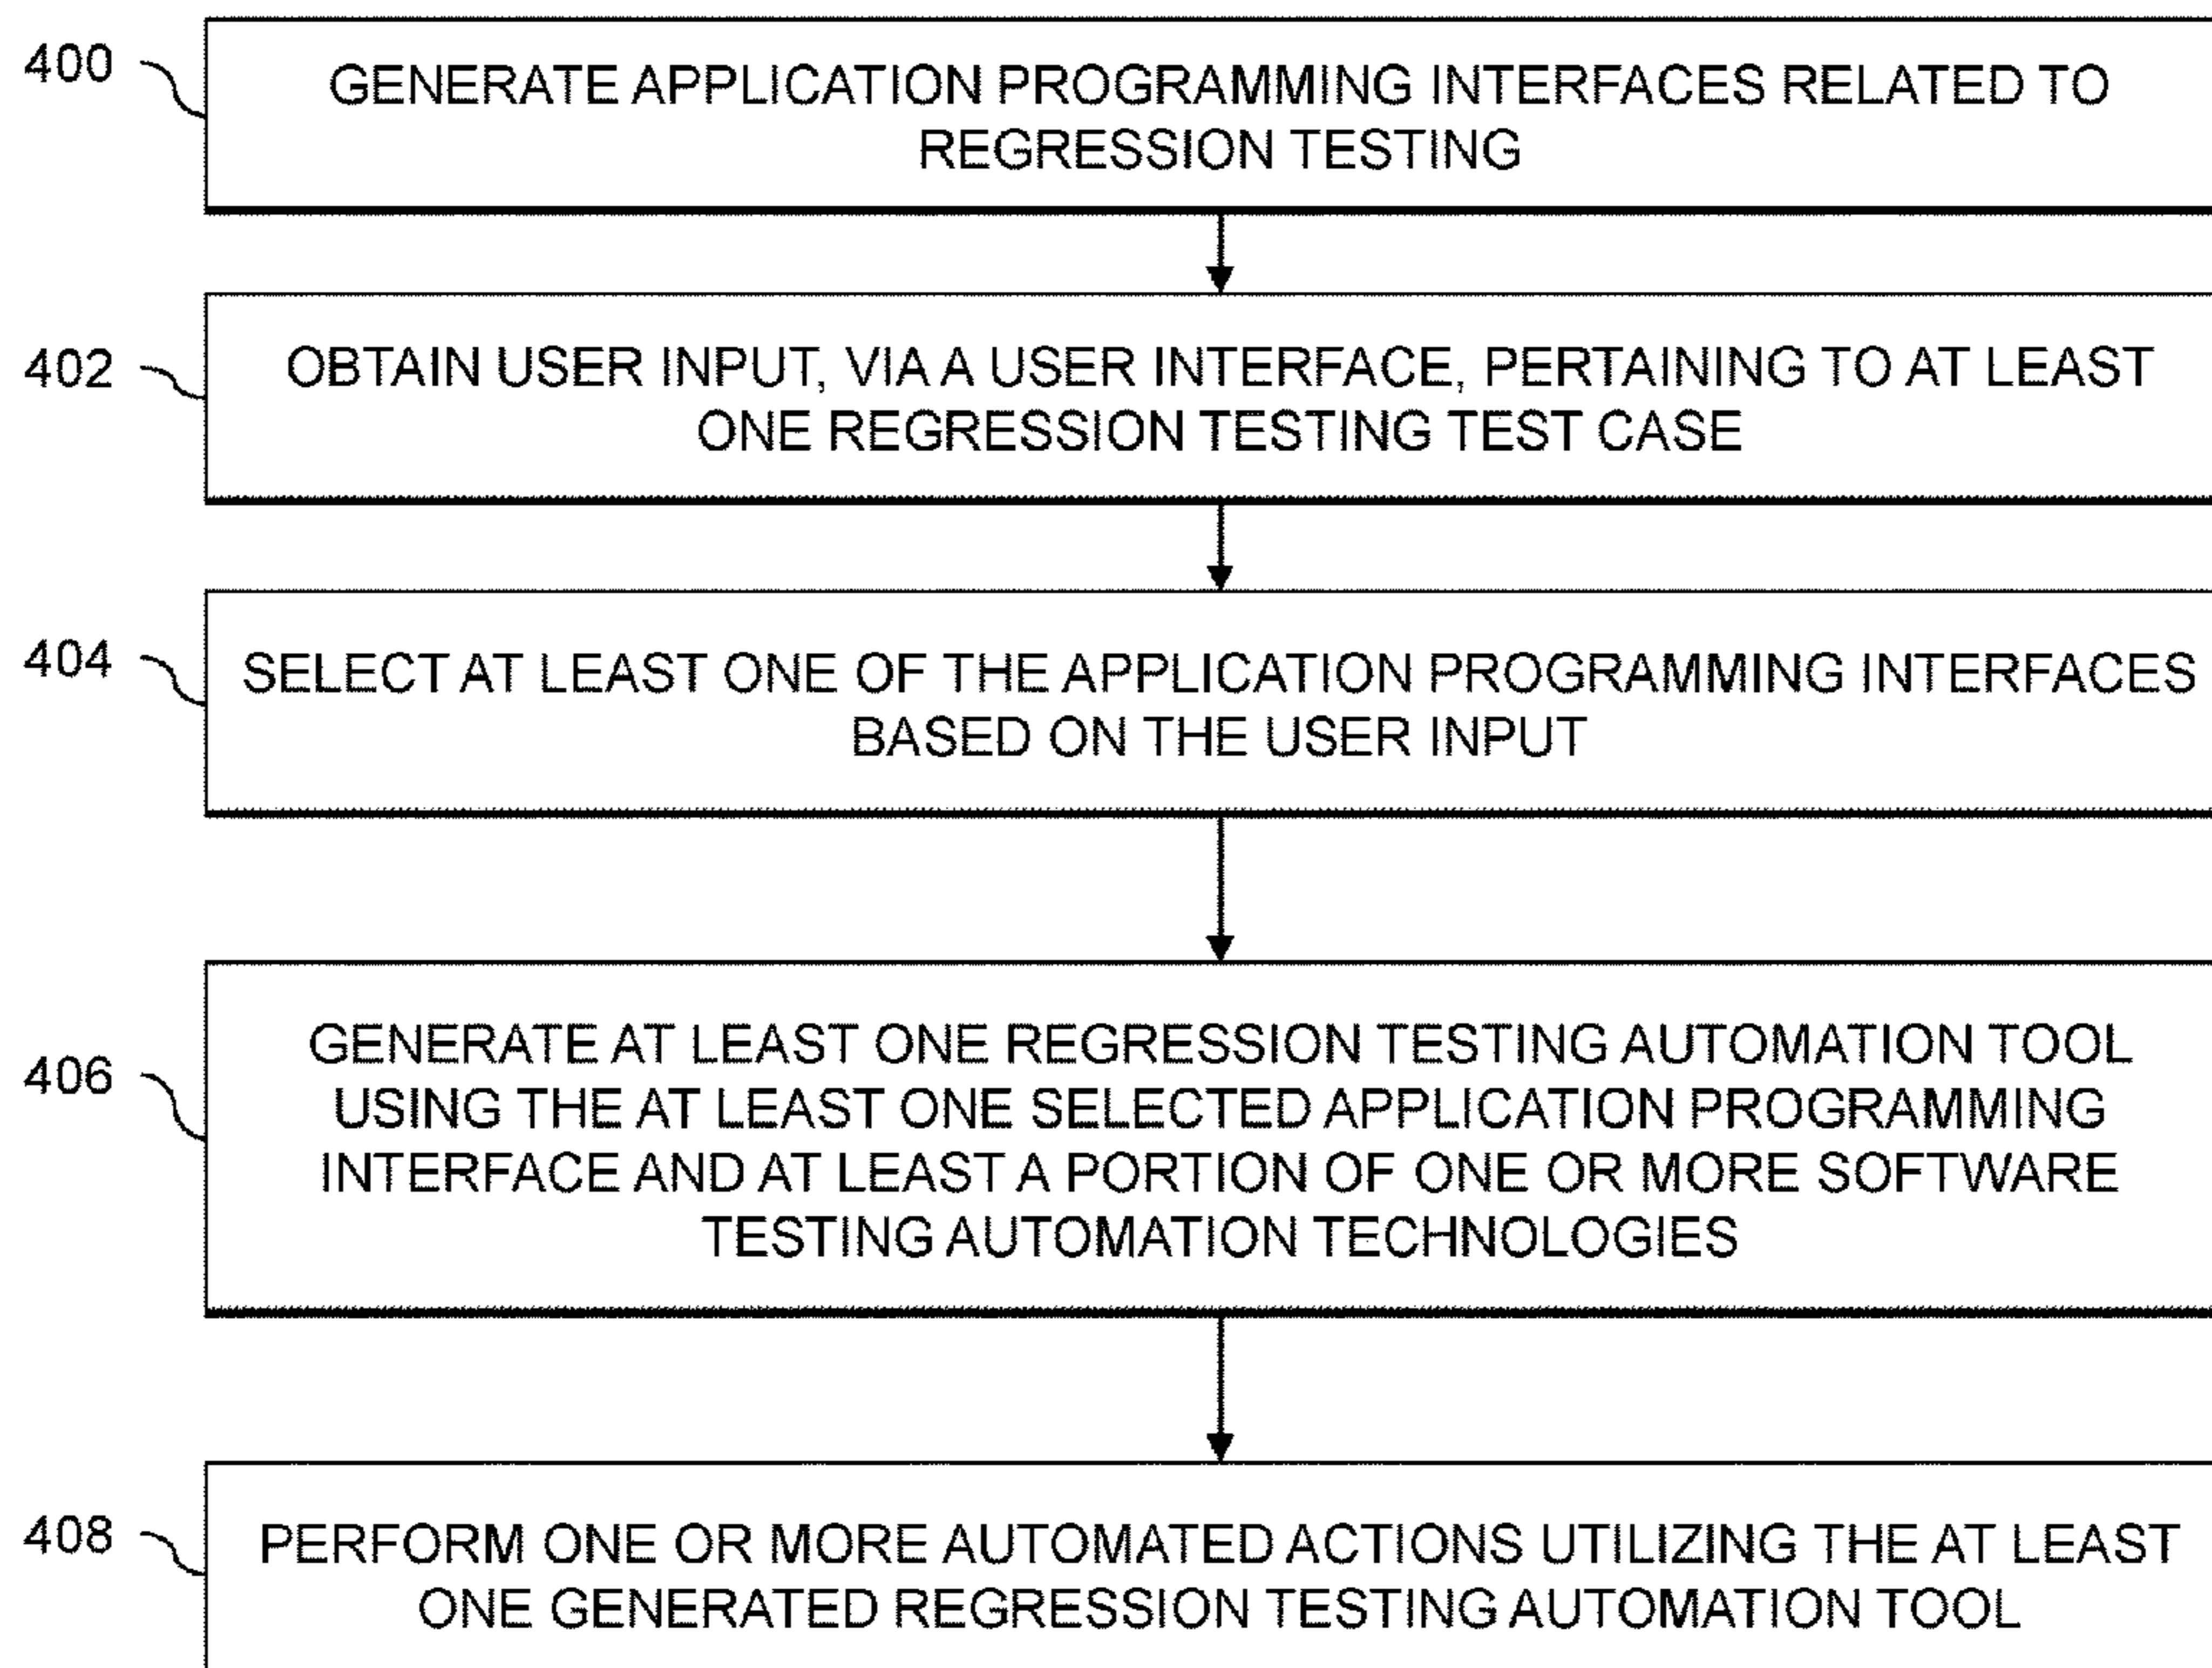 400
GENERATE APPLICATION PROGRAMMING INTERFACES RELATED TO
REGRESSION TESTING
402
OBTAIN USER INPUT, VIA A USER INTERFACE, PERTAINING TO AT LEAST
ONE REGRESSION TESTING TEST CASE
404
SELECT AT LEAST ONE OF THE APPLICATION PROGRAMMING INTERFACES
BASED ON THE USER INPUT
406
GENERATE AT LEAST ONE REGRESSION TESTING AUTOMATION TOOL
USING THE AT LEAST ONE SELECTED APPLICATION PROGRAMMING
INTERFACE AND AT LEAST A PORTION OF ONE OR MORE SOFTWARE
TESTING AUTOMATION TECHNOLOGIES
408
PERFORM ONE OR MORE AUTOMATED ACTIONS UTILIZING THE AT LEAST
ONE GENERATED REGRESSION TESTING AUTOMATION TOOL